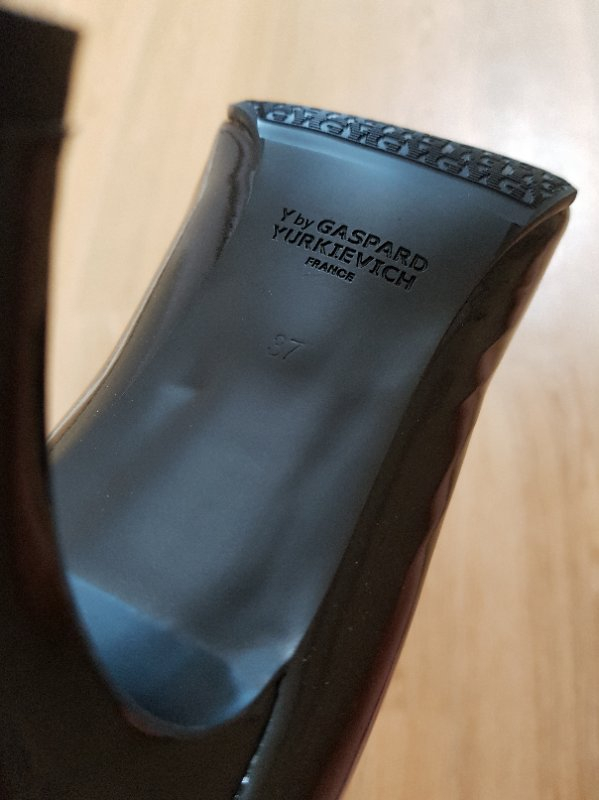 Y by GASPARD
YURKIEVICH
FRANCE
37